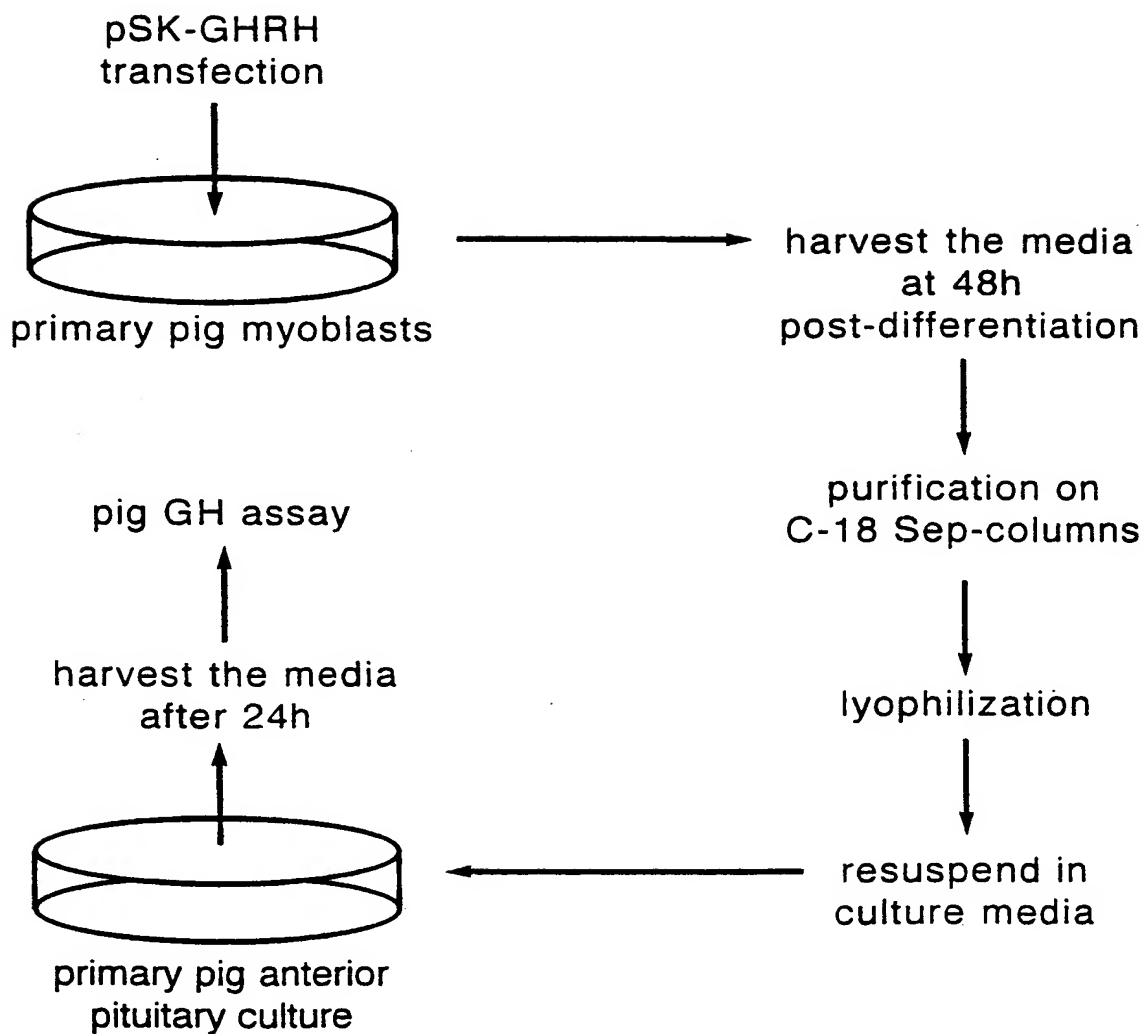 pSK-GHRH
transfection
primary pig myoblasts
harvest the media
at 48h
post-differentiation
purification on
C-18 Sep-columns
lyophilization
resuspend in
culture media
primary pig anterior
pituitary culture
harvest the media
after 24h
pig GH assay